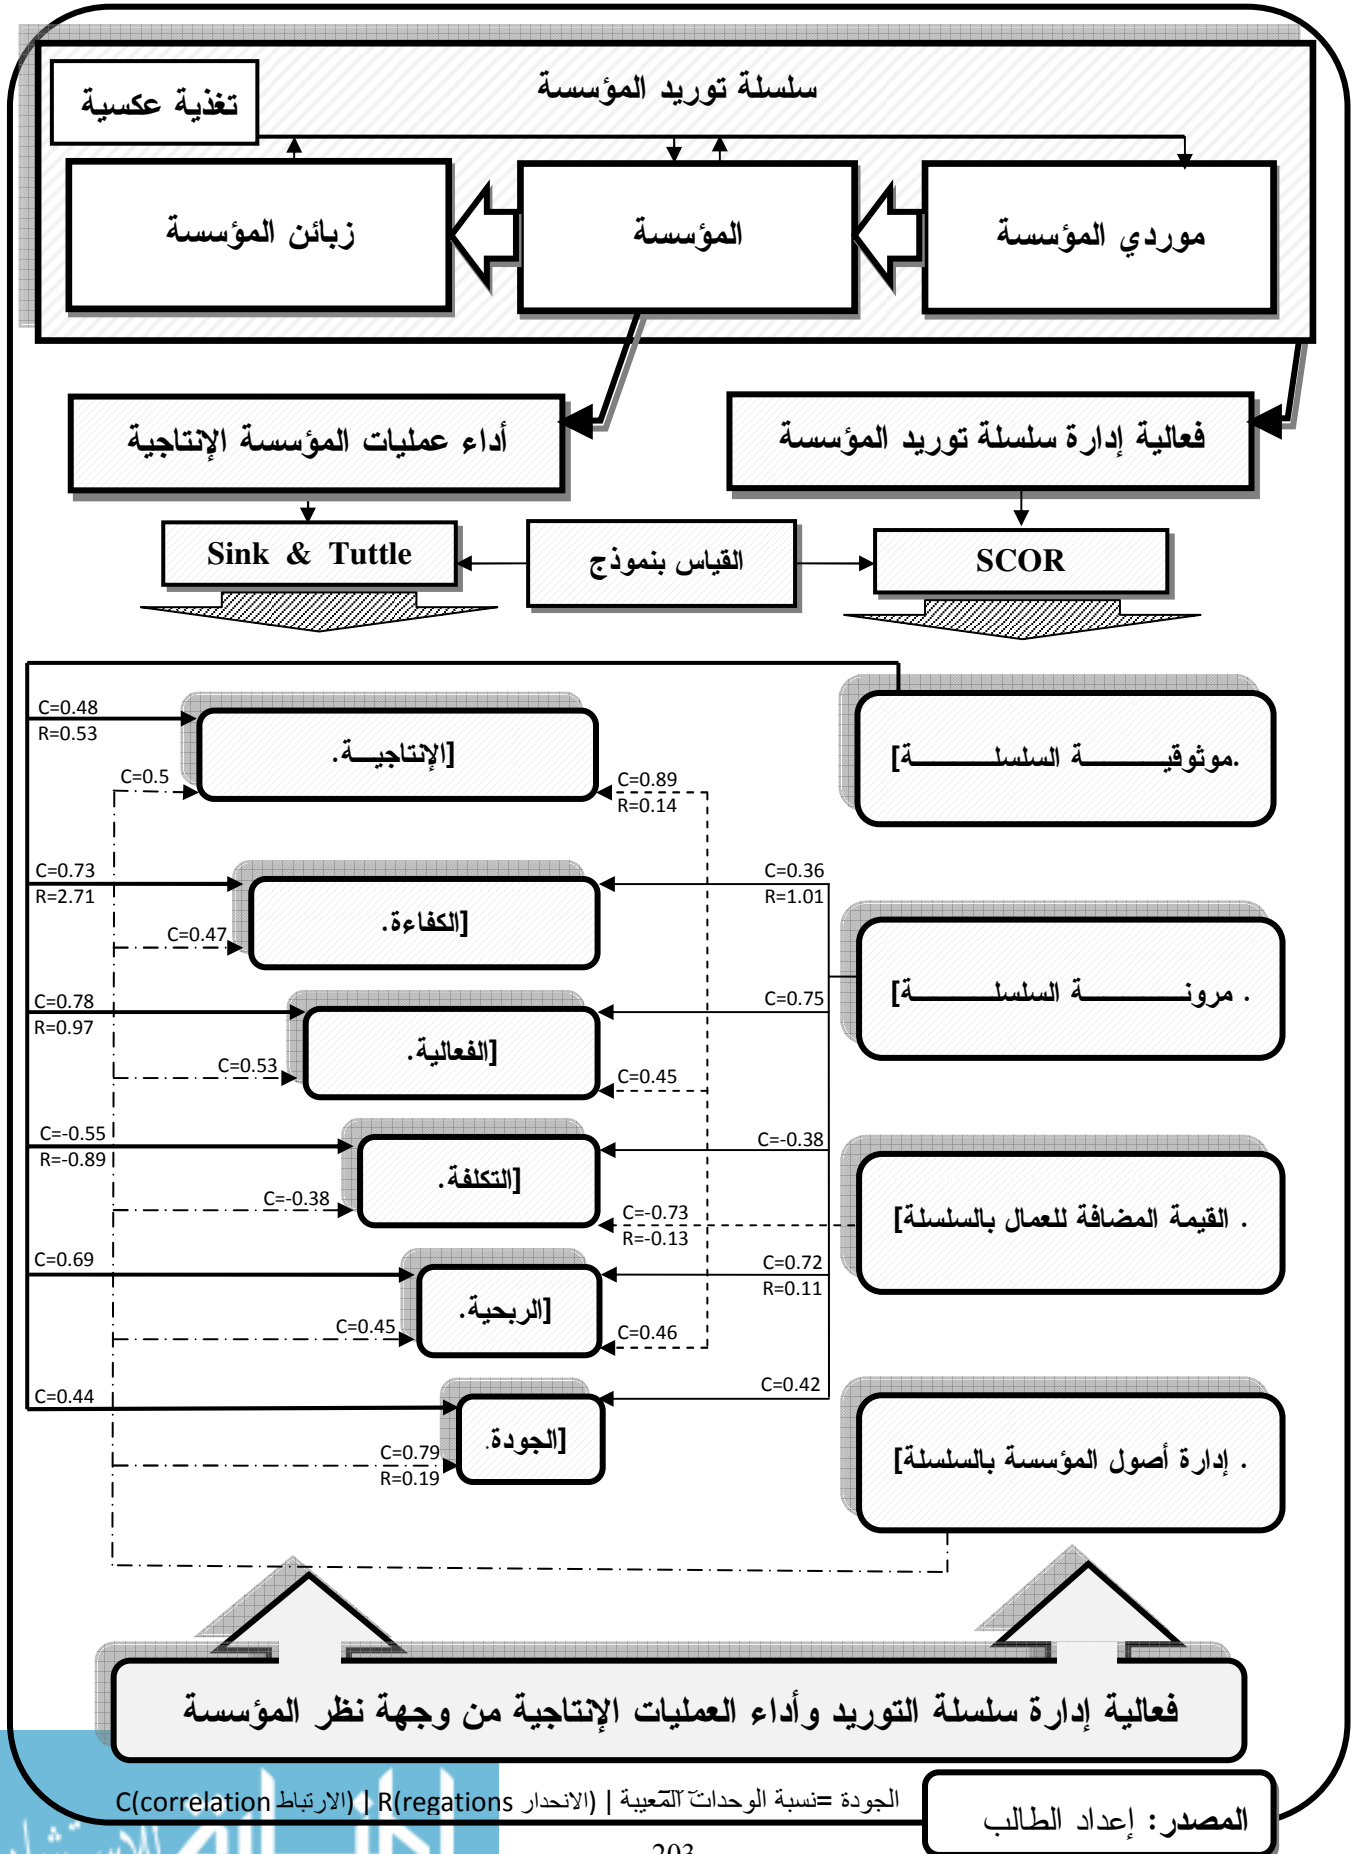 سلسلة توريد المؤسسة
تغذية عكسية
موردي المؤسسة
المؤسسة
زبائن المؤسسة
فعالية إدارة سلسلة توريد المؤسسة
أداء عمليات المؤسسة الإنتاجية
SCOR
القياس بنموذج
Sink & Tuttle
.موثوقيـــــــة السلسلـــــــة]
[الإنتاجيـــة.
C=0.48
R=0.53
C=0.5
C=0.89
R=0.14
. مرونـــــــة السلسلـــــــة]
[الكفاءة.
C=0.73
R=2.71
C=0.47
C=0.36
R=1.01
[الفعالية.
C=0.78
R=0.97
C=0.53
C=0.75
C=0.45
. القيمة المضافة للعمال بالسلسلة]
[التكلفة.
C=-0.55
R=-0.89
C=-0.38
C=-0.38
C=-0.73
R=-0.13
[الربحية.
C=0.69
C=0.45
C=0.72
R=0.11
C=0.46
. إدارة أصول المؤسسة بالسلسلة]
[الجودة.
C=0.44
C=0.79
R=0.19
C=0.42
فعالية إدارة سلسلة التوريد وأداء العمليات الإنتاجية من وجهة نظر المؤسسة
الجودة =نسبة الوحدات المعيبة | (الانحدار R(regations | (الارتباط C(correlation
المصدر: إعداد الطالب
203